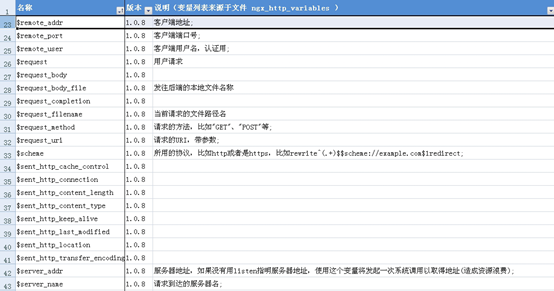 1 名称 版本 说明（变量列表来源于文件 ngx_http_variables ）
23 $remote_addr 1.0.8 客户端地址;
24 $remote_port 1.0.8 客户端端口号;
25 $remote_user 1.0.8 客户端用户名，认证用;
26 $request 1.0.8 用户请求
27 $request_body 1.0.8
28 $request_body_file 1.0.8 发往后端的本地文件名称
29 $request_completion 1.0.8
30 $request_filename 1.0.8 当前请求的文件路径名
31 $request_method 1.0.8 请求的方法，比如"GET"、"POST"等;
32 $request_uri 1.0.8 请求的URI，带参数;
33 $scheme 1.0.8 所用的协议，比如http或者是https，比如rewrite^(.+)$$scheme://example.com$1redirect;
34 $sent_http_cache_control 1.0.8
35 $sent_http_connection 1.0.8
36 $sent_http_content_length 1.0.8
37 $sent_http_content_type 1.0.8
38 $sent_http_keep_alive 1.0.8
39 $sent_http_last_modified 1.0.8
40 $sent_http_location 1.0.8
41 $sent_http_transfer_encoding 1.0.8
42 $server_addr 1.0.8 服务器地址，如果没有用listen指明服务器地址，使用这个变量将发起一次系统调用以取得地址(造成资源浪费);
43 $server_name 1.0.8 请求到达的服务器名;